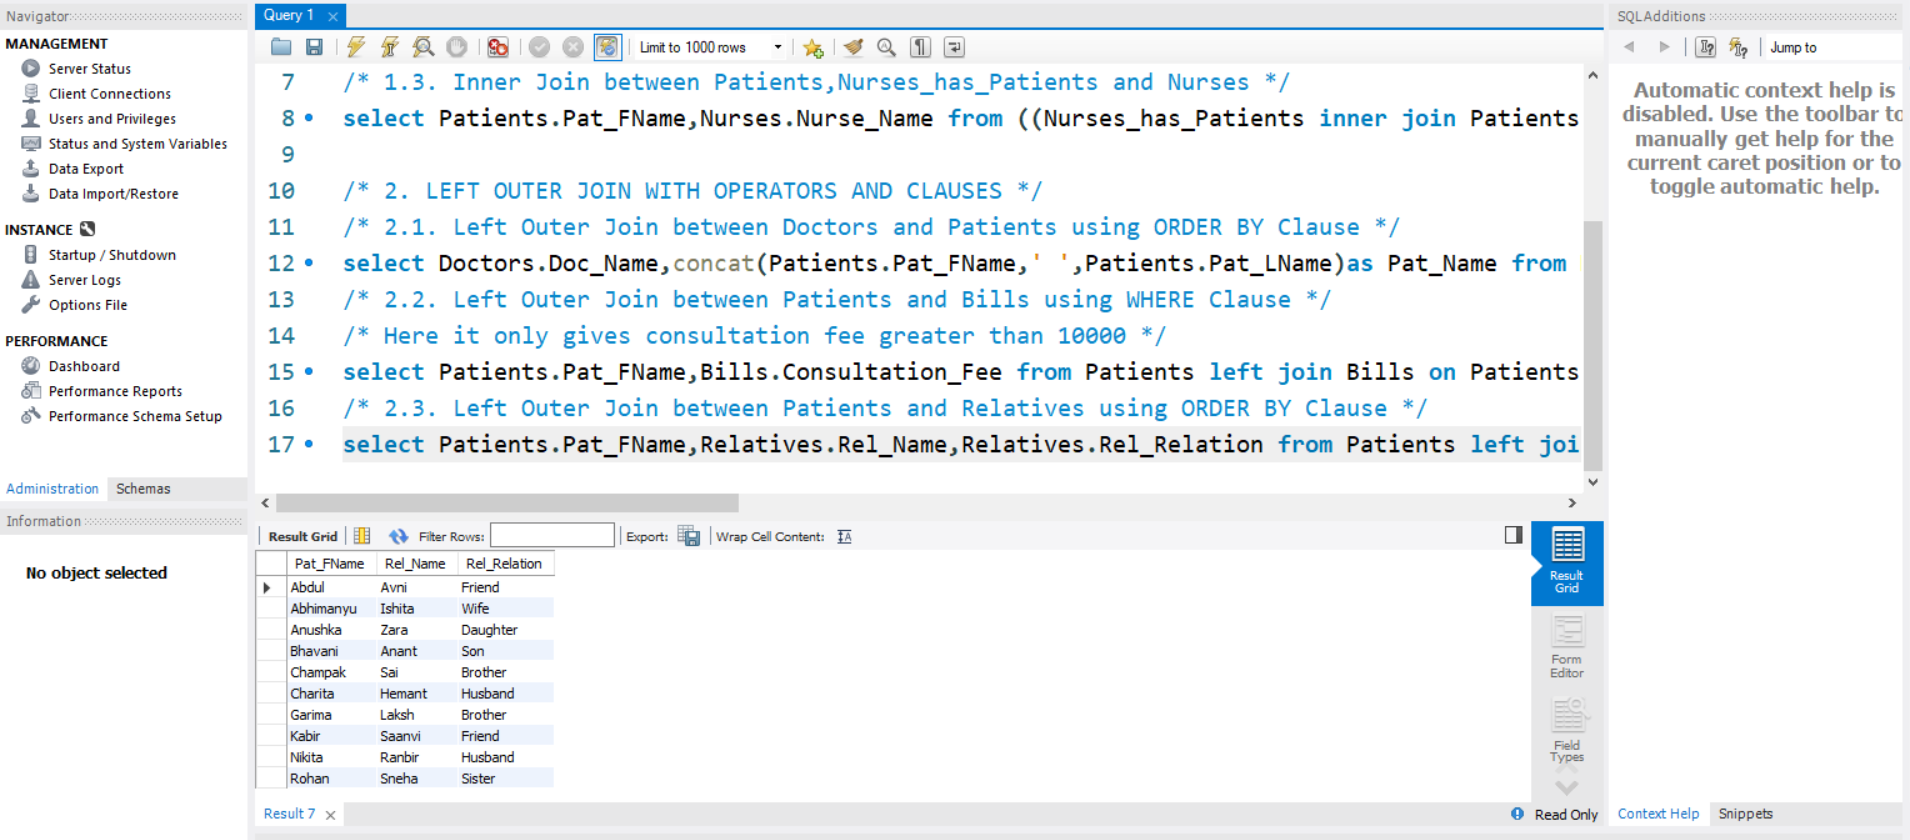 Navigator
MANAGEMENT
Server Status
Client Connections
Users and Privileges
Status and System Variables
Data Export
Data Import/Restore
INSTANCE
Startup / Shutdown
Server Logs
Options File
PERFORMANCE
Dashboard
Performance Reports
Performance Schema Setup
Administration Schemas
Information
No object selected
Query 1
Limit to 1000 rows
7 /* 1.3. Inner Join between Patients,Nurses_has_Patients and Nurses */
8 select Patients.Pat_FName,Nurses.Nurse_Name from ((Nurses_has_Patients inner join Patients
9
10 /* 2. LEFT OUTER JOIN WITH OPERATORS AND CLAUSES */
11 /* 2.1. Left Outer Join between Doctors and Patients using ORDER BY Clause */
12 select Doctors.Doc_Name,concat(Patients.Pat_FName,' ',Patients.Pat_LName)as Pat_Name from
13 /* 2.2. Left Outer Join between Patients and Bills using WHERE Clause */
14 /* Here it only gives consultation fee greater than 10000 */
15 select Patients.Pat_FName,Bills.Consultation_Fee from Patients left join Bills on Patients
16 /* 2.3. Left Outer Join between Patients and Relatives using ORDER BY Clause */
17 select Patients.Pat_FName,Relatives.Rel_Name,Relatives.Rel_Relation from Patients left joi
Result Grid Filter Rows: Export: Wrap Cell Content:
Pat_FName Rel_Name Rel_Relation
Abdul Avni Friend
Abhimanyu Ishita Wife
Anushka Zara Daughter
Bhavani Anant Son
Champak Sai Brother
Charita Hemant Husband
Garima Laksh Brother
Kabir Saanvi Friend
Nikita Ranbir Husband
Rohan Sneha Sister
Result 7
Result
Grid
Form
Editor
Field
Types
Read Only
SQLAdditions
Jump to
Automatic context help is
disabled. Use the toolbar to
manually get help for the
current caret position or to
toggle automatic help.
Context Help Snippets